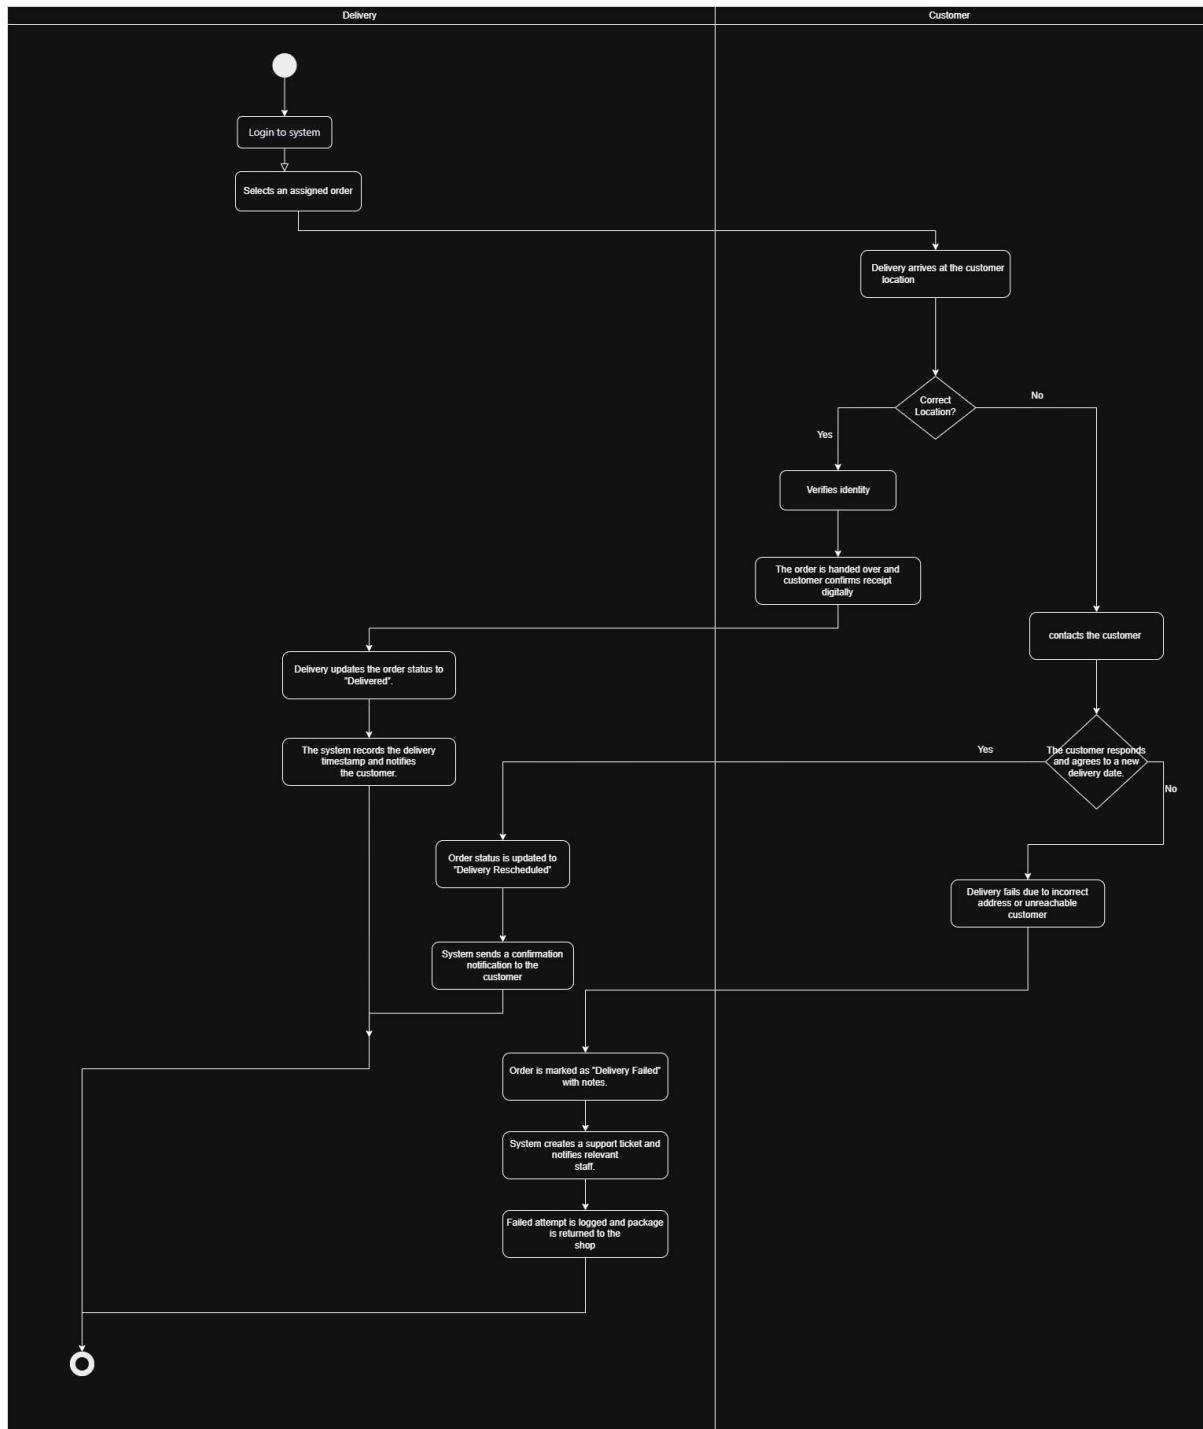 Delivery
Customer
Login to system
Selects an assigned order
Delivery arrives at the customer
location
Correct
Location?
No
Yes
Verifies identity
The order is handed over and
customer confirms receipt
digitally
contacts the customer
Delivery updates the order status to
"Delivered".
The system records the delivery
timestamp and notifies
the customer.
Yes
The customer responds
and agrees to a new
delivery date.
No
Order status is updated to
"Delivery Rescheduled"
Delivery fails due to incorrect
address or unreachable
customer
System sends a confirmation
notification to the
customer
Order is marked as "Delivery Failed"
with notes.
System creates a support ticket and
notifies relevant
staff.
Failed attempt is logged and package
is returned to the
shop